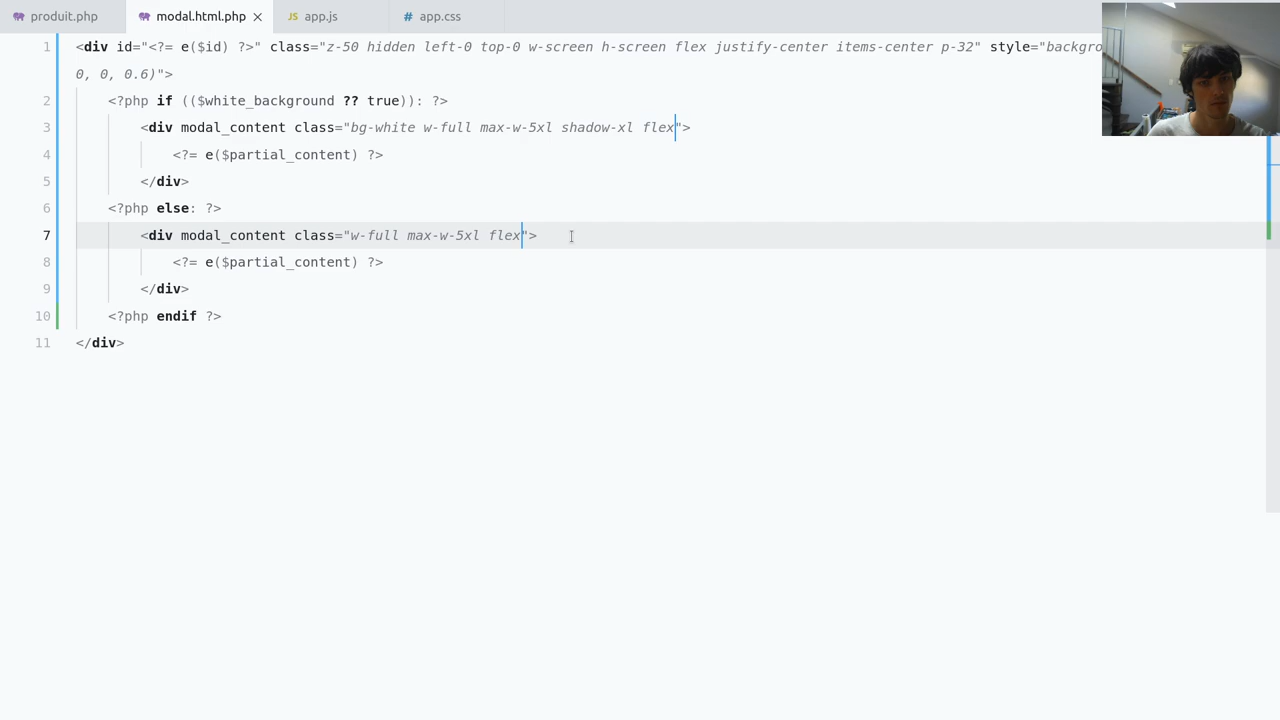 produit.php modal.html.php JS app.js # app.css
1 <div id="<?= e($id) ?>" class="z-50 hidden left-0 top-0 w-screen h-screen flex justify-center items-center p-32" style="backgro
0, 0, 0.6)">
2 <?php if (($white_background ?? true)): ?>
3 <div modal_content class="bg-white w-full max-w-5xl shadow-xl flex">
4 <?= e($partial_content) ?>
5 </div>
6 <?php else: ?>
7 <div modal_content class="w-full max-w-5xl flex">
8 <?= e($partial_content) ?>
9 </div>
10 <?php endif ?>
11 </div>